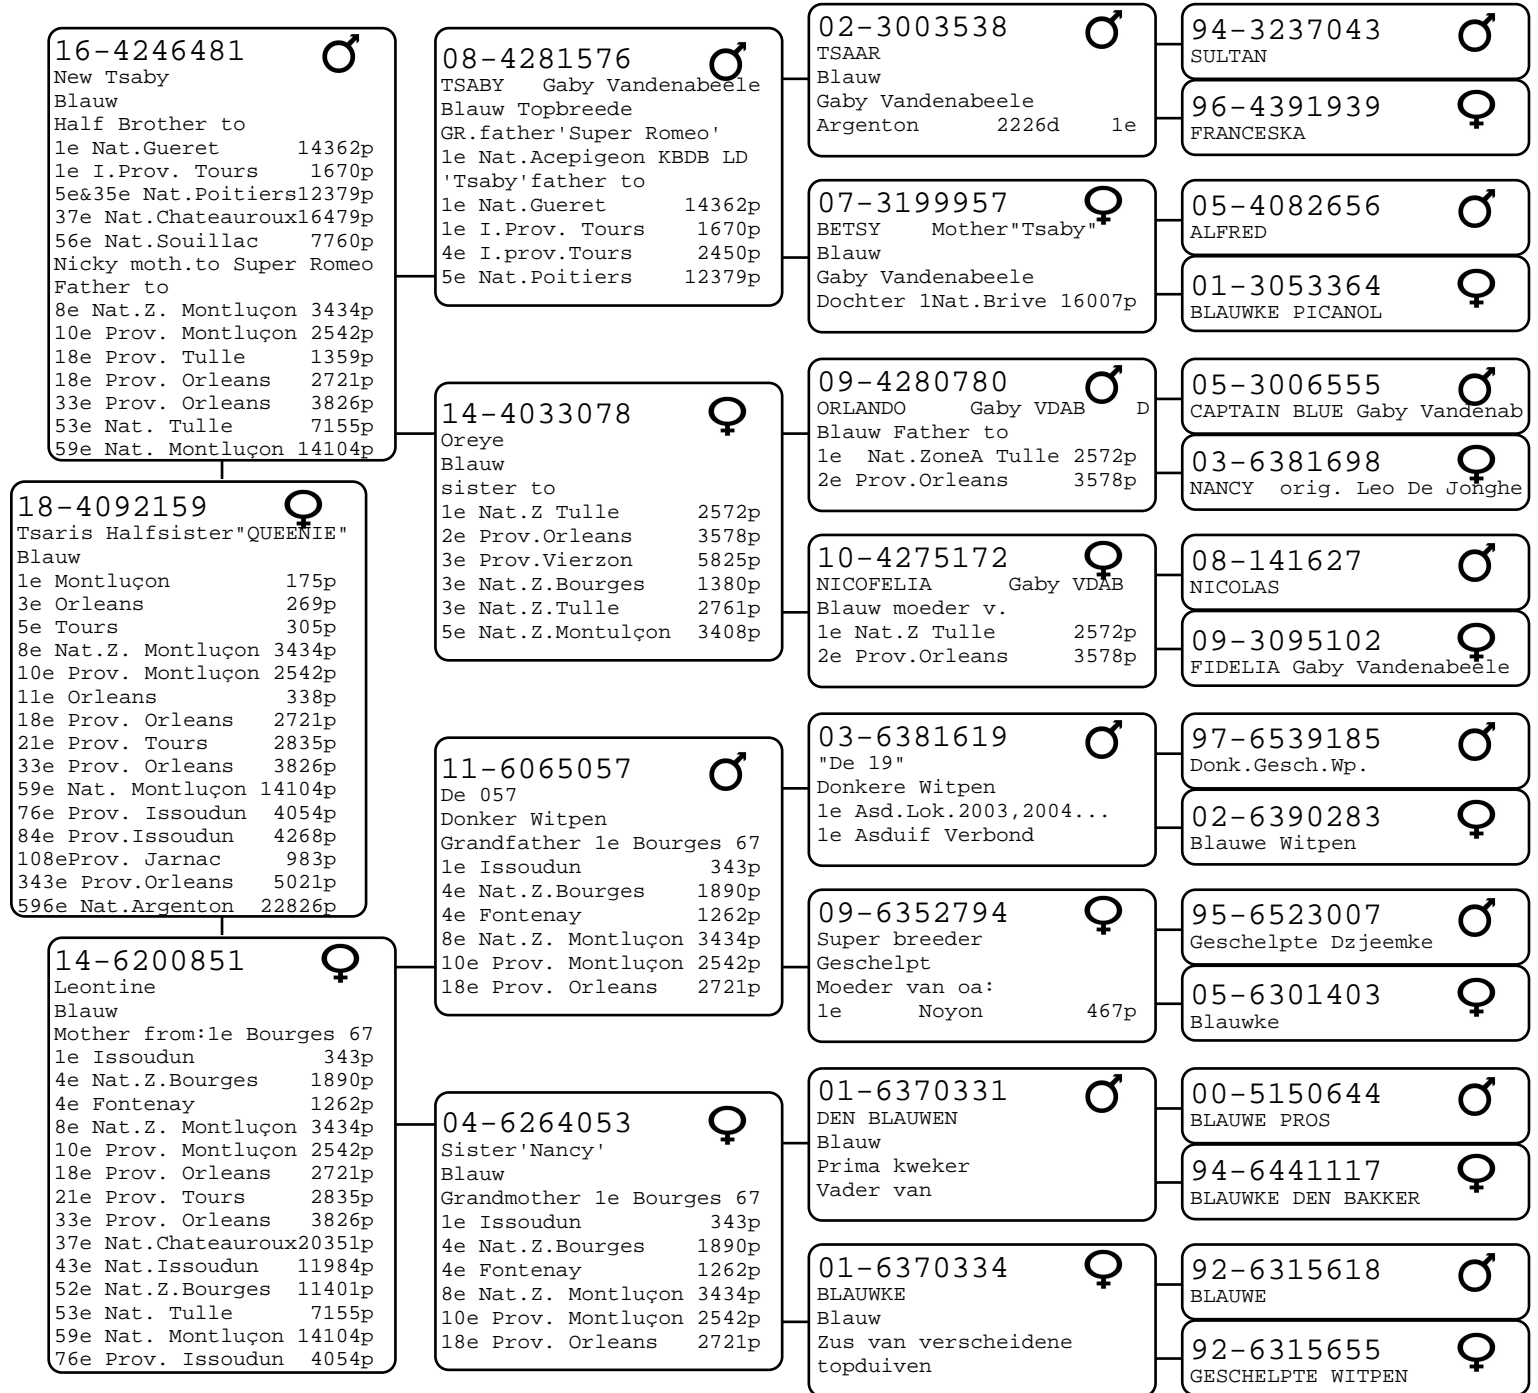 16-4246481
New Tsaby
Blauw
Half Brother to
1e Nat.Gueret 14362p
1e I.Prov. Tours 1670p
5e&35e Nat.Poitiers12379p
37e Nat.Chateauroux16479p
56e Nat.Souillac 7760p
Nicky moth.to Super Romeo
Father to
8e Nat.Z. Montluçon 3434p
10e Prov. Montluçon 2542p
18e Prov. Tulle 1359p
18e Prov. Orleans 2721p
33e Prov. Orleans 3826p
53e Nat. Tulle 7155p
59e Nat. Montluçon 14104p
18-4092159
Tsaris Halfsister"QUEENIE"
Blauw
1e Montluçon 175p
3e Orleans 269p
5e Tours 305p
8e Nat.Z. Montluçon 3434p
10e Prov. Montluçon 2542p
11e Orleans 338p
18e Prov. Orleans 2721p
21e Prov. Tours 2835p
33e Prov. Orleans 3826p
59e Nat. Montluçon 14104p
76e Prov. Issoudun 4054p
84e Prov.Issoudun 4268p
108eProv. Jarnac 983p
343e Prov.Orleans 5021p
596e Nat.Argenton 22826p
14-6200851
Leontine
Blauw
Mother from:1e Bourges 67
1e Issoudun 343p
4e Nat.Z.Bourges 1890p
4e Fontenay 1262p
8e Nat.Z. Montluçon 3434p
10e Prov. Montluçon 2542p
18e Prov. Orleans 2721p
21e Prov. Tours 2835p
33e Prov. Orleans 3826p
37e Nat.Chateauroux20351p
43e Nat.Issoudun 11984p
52e Nat.Z.Bourges 11401p
53e Nat. Tulle 7155p
59e Nat. Montluçon 14104p
76e Prov. Issoudun 4054p
08-4281576
TSABY Gaby Vandenabeele
Blauw Topbreede
GR.father'Super Romeo'
1e Nat.Acepigeon KBDB LD
'Tsaby'father to
1e Nat.Gueret 14362p
1e I.Prov. Tours 1670p
4e I.prov.Tours 2450p
5e Nat.Poitiers 12379p
14-4033078
Oreye
Blauw
sister to
1e Nat.Z Tulle 2572p
2e Prov.Orleans 3578p
3e Prov.Vierzon 5825p
3e Nat.Z.Bourges 1380p
3e Nat.Z.Tulle 2761p
5e Nat.Z.Montulçon 3408p
11-6065057
De 057
Donker Witpen
Grandfather 1e Bourges 67
1e Issoudun 343p
4e Nat.Z.Bourges 1890p
4e Fontenay 1262p
8e Nat.Z. Montluçon 3434p
10e Prov. Montluçon 2542p
18e Prov. Orleans 2721p
04-6264053
Sister'Nancy'
Blauw
Grandmother 1e Bourges 67
1e Issoudun 343p
4e Nat.Z.Bourges 1890p
4e Fontenay 1262p
8e Nat.Z. Montluçon 3434p
10e Prov. Montluçon 2542p
18e Prov. Orleans 2721p
02-3003538
TSAAR
Blauw
Gaby Vandenabeele
Argenton 2226d 1e
07-3199957
BETSY Mother"Tsaby"
Blauw
Gaby Vandenabeele
Dochter 1Nat.Brive 16007p
09-4280780
ORLANDO Gaby VDAB D
Blauw Father to
1e Nat.ZoneA Tulle 2572p
2e Prov.Orleans 3578p
10-4275172
NICOFELIA Gaby VDAB
Blauw moeder v.
1e Nat.Z Tulle 2572p
2e Prov.Orleans 3578p
03-6381619
"De 19"
Donkere Witpen
1e Asd.Lok.2003,2004...
1e Asduif Verbond
09-6352794
Super breeder
Geschelpt
Moeder van oa:
1e Noyon 467p
01-6370331
DEN BLAUWEN
Blauw
Prima kweker
Vader van
01-6370334
BLAUWKE
Blauw
Zus van verscheidene
topduiven
94-3237043
SULTAN
96-4391939
FRANCESKA
05-4082656
ALFRED
01-3053364
BLAUWKE PICANOL
05-3006555
CAPTAIN BLUE Gaby Vandenab
03-6381698
NANCY orig. Leo De Jonghe
08-141627
NICOLAS
09-3095102
FIDELIA Gaby Vandenabeele
97-6539185
Donk.Gesch.Wp.
02-6390283
Blauwe Witpen
95-6523007
Geschelpte Dzjeemke
05-6301403
Blauwke
00-5150644
BLAUWE PROS
94-6441117
BLAUWKE DEN BAKKER
92-6315618
BLAUWE
92-6315655
GESCHELPTE WITPEN